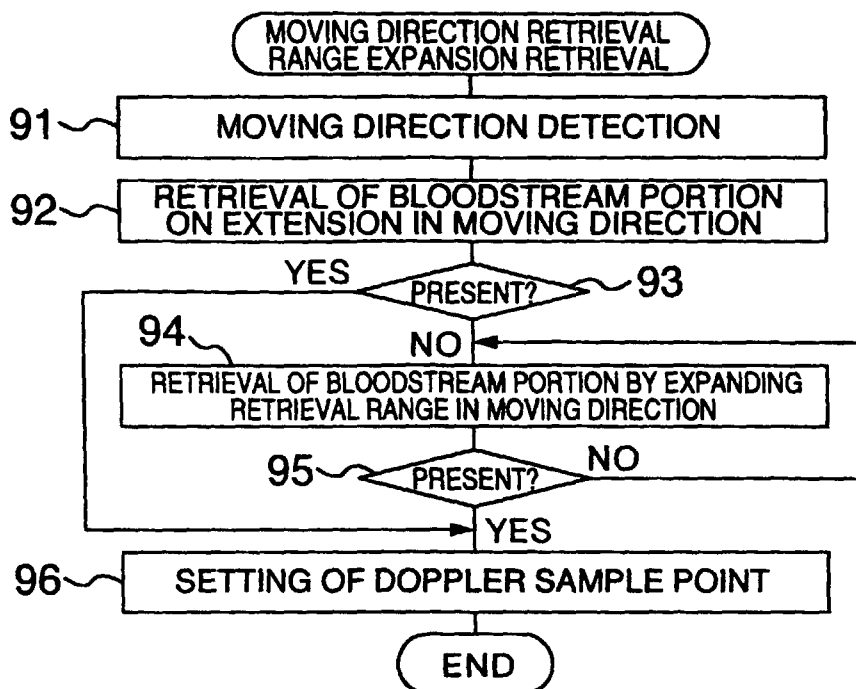 MOVING DIRECTION RETRIEVAL
RANGE EXPANSION RETRIEVAL
91
MOVING DIRECTION DETECTION
92
RETRIEVAL OF BLOODSTREAM PORTION
ON EXTENSION IN MOVING DIRECTION
YES
PRESENT?
93
94
NO
RETRIEVAL OF BLOODSTREAM PORTION BY EXPANDING
RETRIEVAL RANGE IN MOVING DIRECTION
95
PRESENT?
NO
YES
96
SETTING OF DOPPLER SAMPLE POINT
END